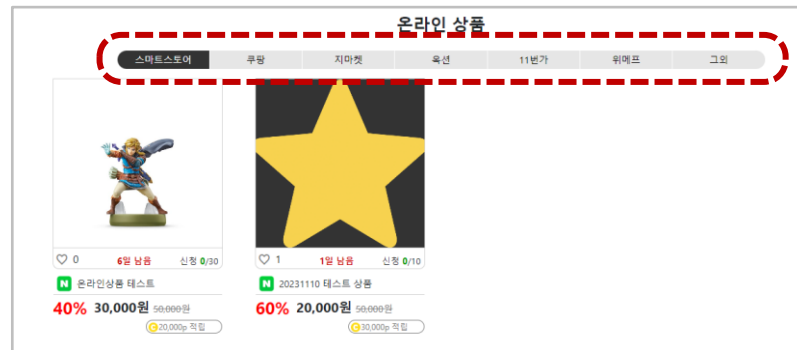 온라인 상품
스마트스토어 쿠팡 지마켓 옥션 11번가 위메프 그외
0 6일 남음 신청 0/30
1 1일 남음 신청 0/10
N 온라인상품 테스트
N 20231110 테스트 상품
40% 30,000원 50,000원
60% 20,000원 50,000원
C 20,000p 적립
C 30,000p 적립